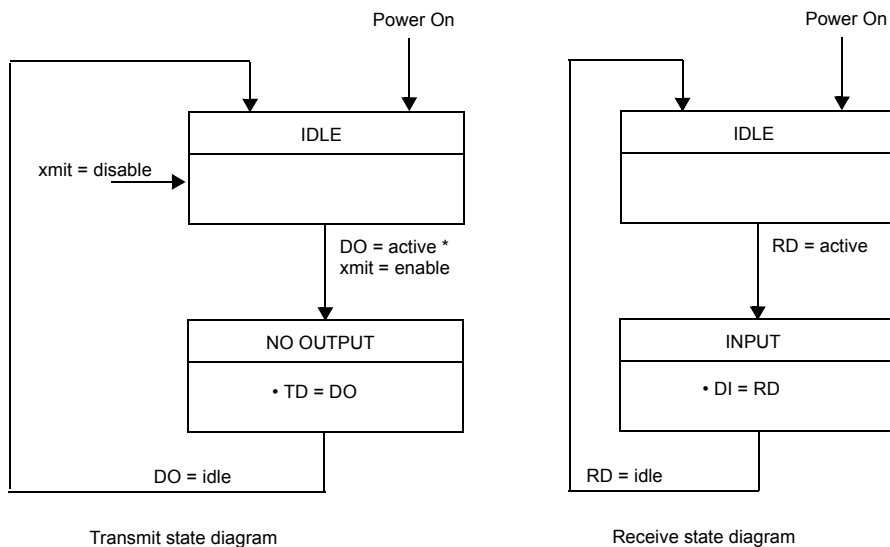 Power On
IDLE
xmit = disable
DO = active *
xmit = enable
NO OUTPUT
• TD = DO
DO = idle
Transmit state diagram
Power On
IDLE
RD = active
INPUT
• DI = RD
RD = idle
Receive state diagram